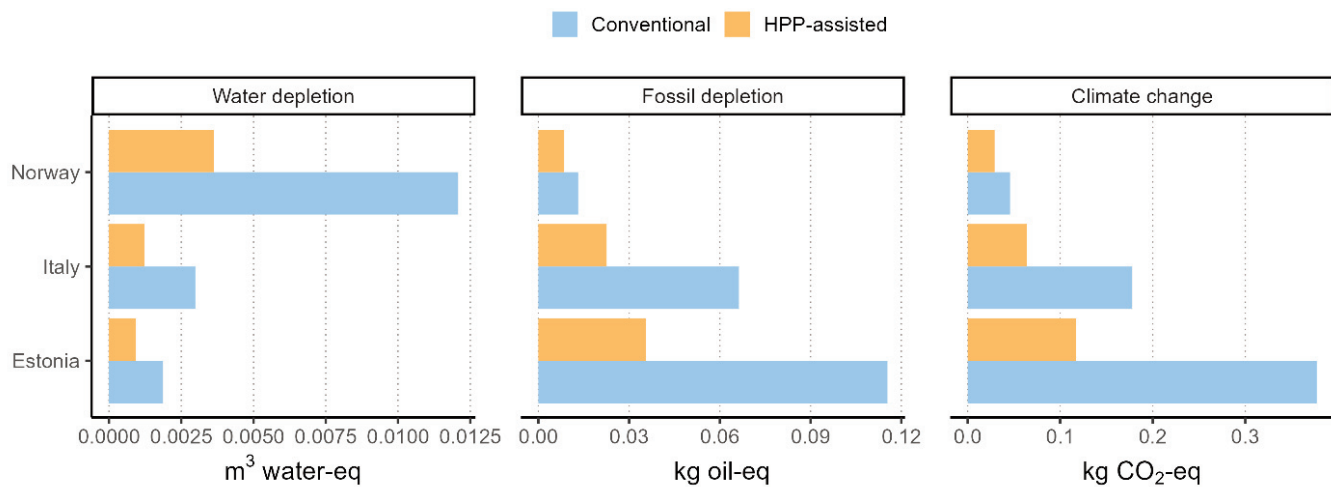 Conventional HPP-assisted
Water depletion Fossil depletion Climate change
Norway
Italy
Estonia
0.0000 0.0025 0.0050 0.0075 0.0100 0.0125 0.00 0.03 0.06 0.09 0.12 0.0 0.1 0.2 0.3
m³ water-eq kg oil-eq kg CO₂-eq